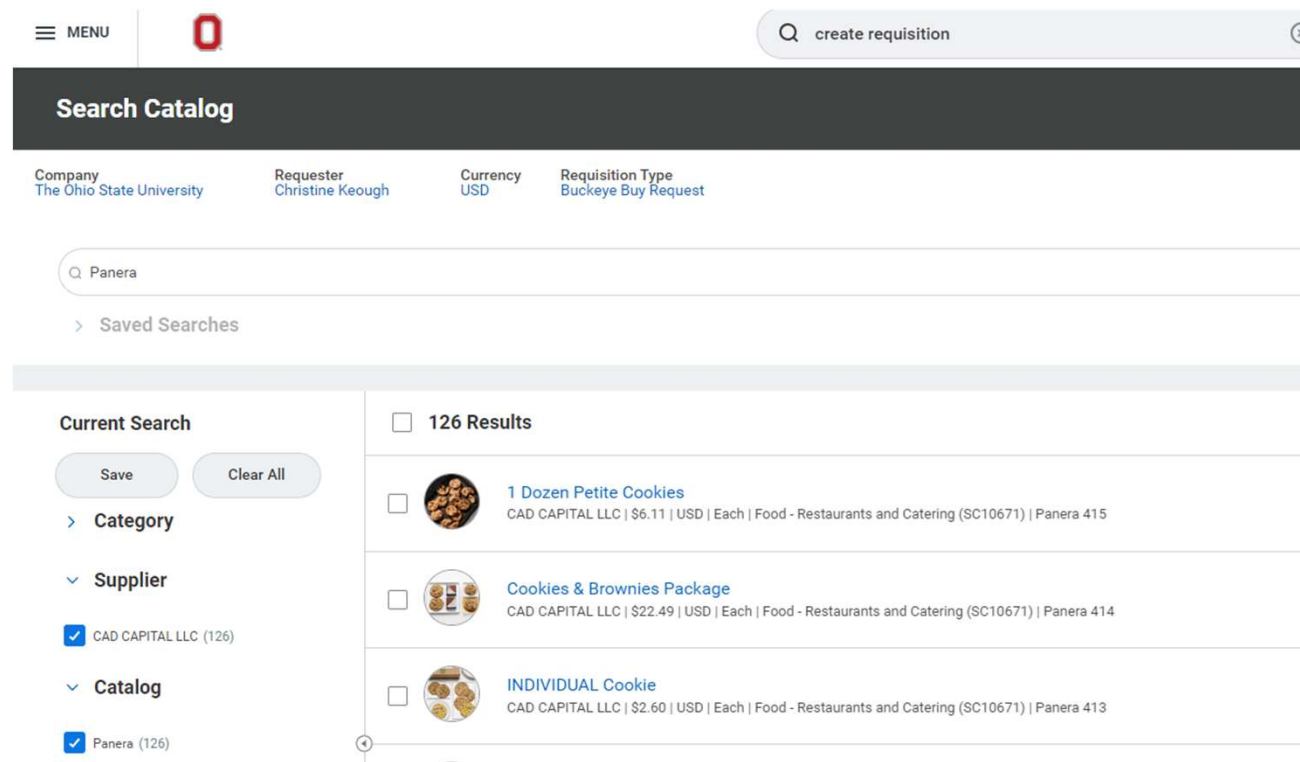 MENU
O
create requisition
Search Catalog
Company Requester Currency Requisition Type
The Ohio State University Christine Keough USD Buckeye Buy Request
Panera
Saved Searches
Current Search
Save Clear All
Category
Supplier
CAD CAPITAL LLC (126)
Catalog
Panera (126)
126 Results
1 Dozen Petite Cookies
CAD CAPITAL LLC | $6.11 | USD | Each | Food - Restaurants and Catering (SC10671) | Panera 415
Cookies & Brownies Package
CAD CAPITAL LLC | $22.49 | USD | Each | Food - Restaurants and Catering (SC10671) | Panera 414
INDIVIDUAL Cookie
CAD CAPITAL LLC | $2.60 | USD | Each | Food - Restaurants and Catering (SC10671) | Panera 413